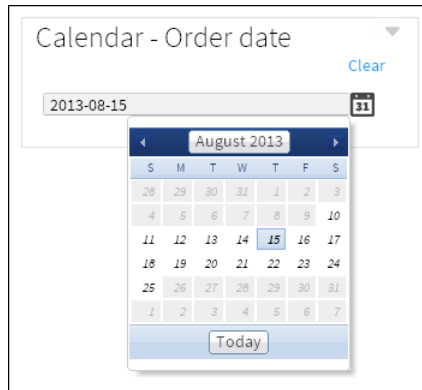 Calendar - Order date
Clear
2013-08-15
31
August 2013
S M T W T F S
28 29 30 31 1 2 3
4 5 6 7 8 9 10
11 12 13 14 15 16 17
18 19 20 21 22 23 24
25 26 27 28 29 30 31
1 2 3 4 5 6 7
Today